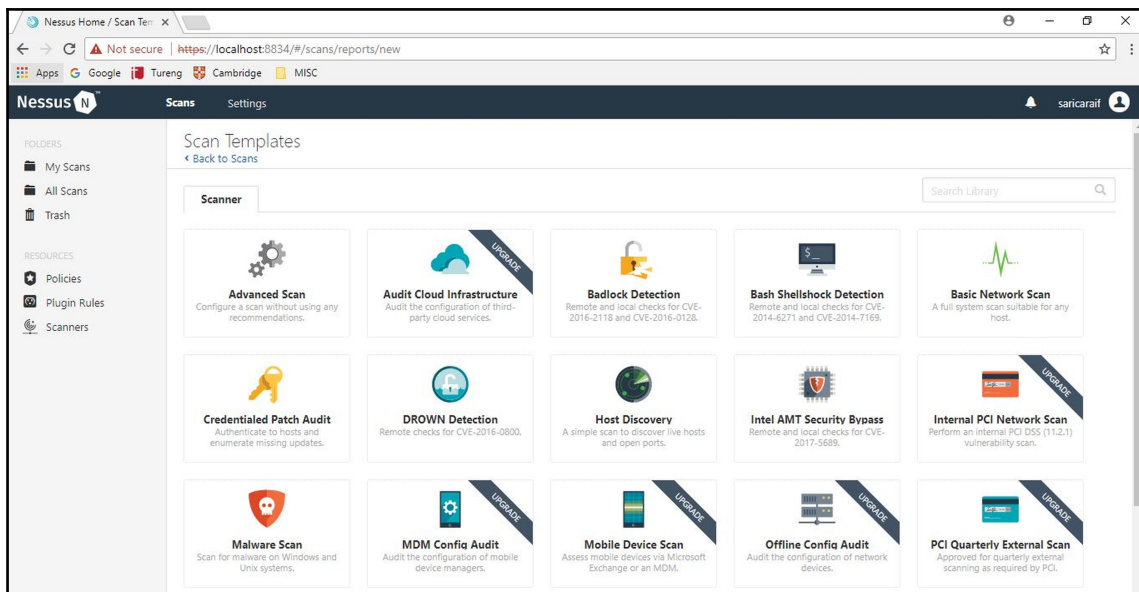 Nessus Home / Scan Tem
Not secure | https://localhost:8834/#/scans/reports/new
Apps Google Tureng Cambridge MISC
Nessus N Scans Settings saricaraif
FOLDERS
My Scans
All Scans
Trash
RESOURCES
Policies
Plugin Rules
Scanners
Scan Templates
Back to Scans
Scanner
Search Library
Advanced Scan
Configure a scan without using any
recommendations.
UPGRADE
Audit Cloud Infrastructure
Audit the configuration of third-
party cloud services.
Badlock Detection
Remote and local checks for CVE-
2016-2118 and CVE-2016-0128.
$_
Bash Shellshock Detection
Remote and local checks for CVE-
2014-6271 and CVE-2014-7169.
Basic Network Scan
A full system scan suitable for any
host.
Credentialed Patch Audit
Authenticate to hosts and
enumerate missing updates.
DROWN Detection
Remote checks for CVE-2016-0800.
Host Discovery
A simple scan to discover live hosts
and open ports.
Intel AMT Security Bypass
Remote and local checks for CVE-
2017-5689.
UPGRADE
Internal PCI Network Scan
Perform an internal PCI DSS (11.2.1)
vulnerability scan.
Malware Scan
Scan for malware on Windows and
Unix systems.
UPGRADE
MDM Config Audit
Audit the configuration of mobile
device managers.
UPGRADE
Mobile Device Scan
Assess mobile devices via Microsoft
Exchange or an MDM.
UPGRADE
Offline Config Audit
Audit the configuration of network
devices.
UPGRADE
PCI Quarterly External Scan
Approved for quarterly external
scanning as required by PCI.